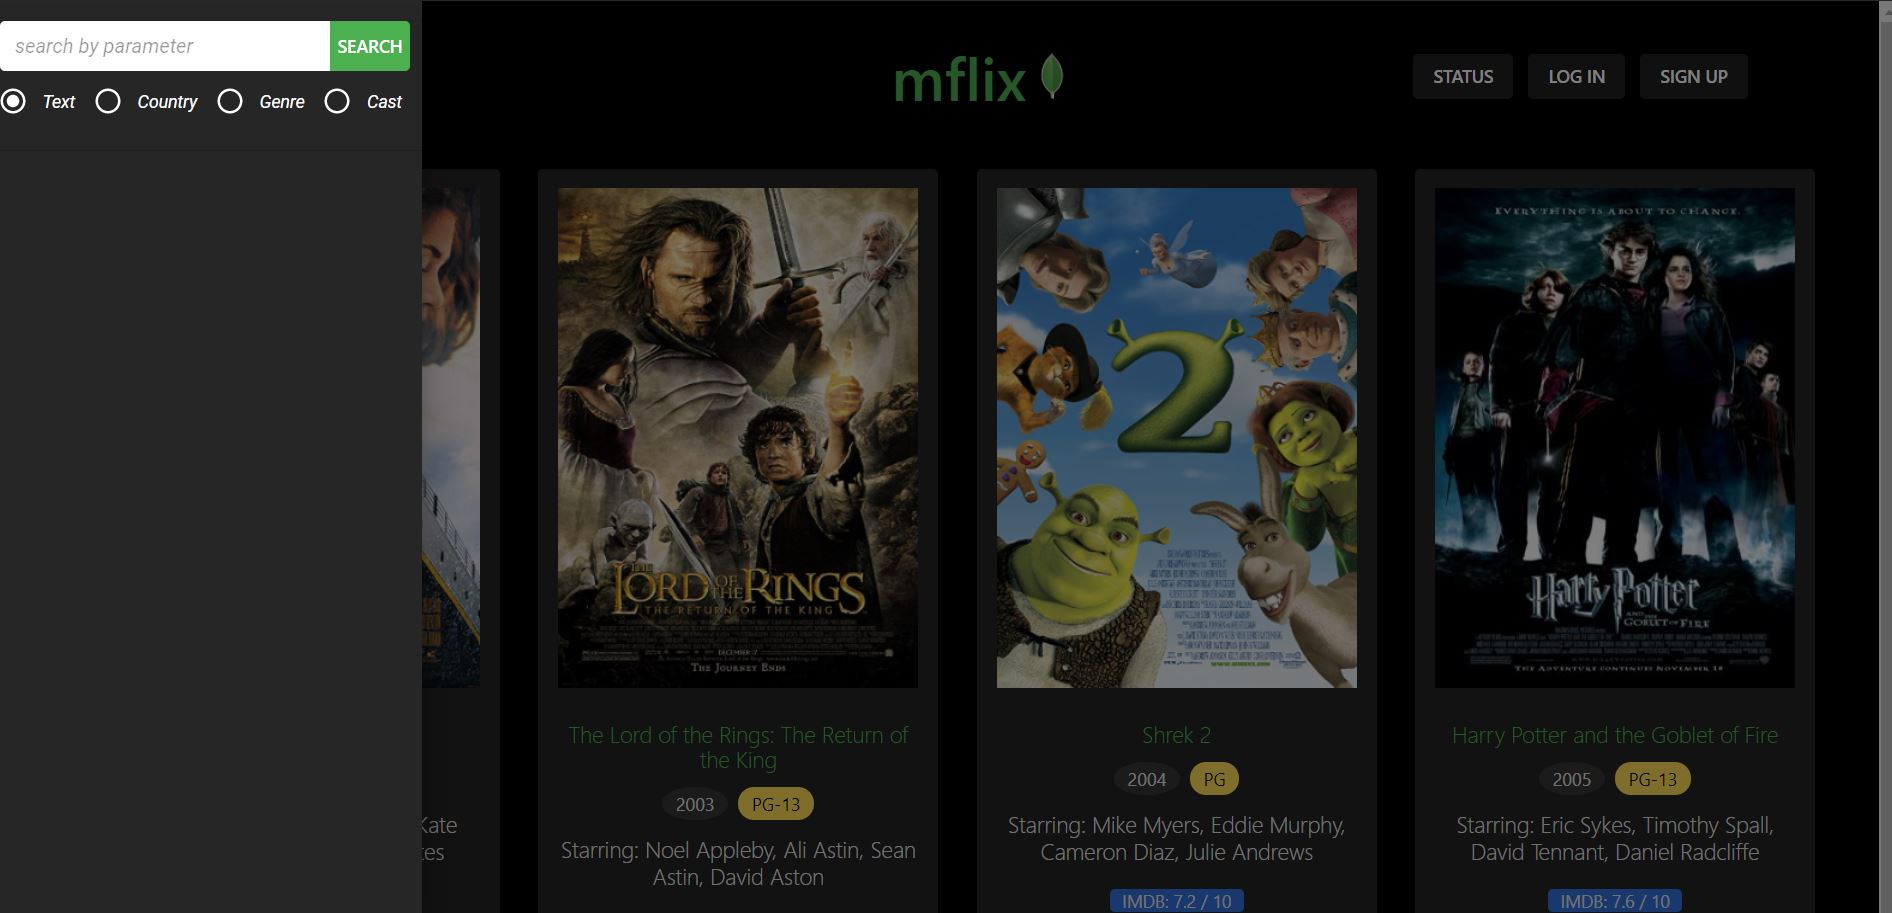 search by parameter
SEARCH
Text
Country
Genre
Cast
mflix
STATUS
LOG IN
SIGN UP
THE
LORD OF THE RINGS
THE RETURN OF THE KING
THE JOURNEY ENDS
2
EVERYTHING IS ABOUT TO CHANGE.
Harry Potter
AND THE
GOBLET OF FIRE
THE ADVENTURE CONTINUES NOVEMBER 18
Kate
tes
The Lord of the Rings: The Return of
the King
2003
PG-13
Starring: Noel Appleby, Ali Astin, Sean
Astin, David Aston
Shrek 2
2004
PG
Starring: Mike Myers, Eddie Murphy,
Cameron Diaz, Julie Andrews
IMDB: 7.2 / 10
Harry Potter and the Goblet of Fire
2005
PG-13
Starring: Eric Sykes, Timothy Spall,
David Tennant, Daniel Radcliffe
IMDB: 7.6 / 10